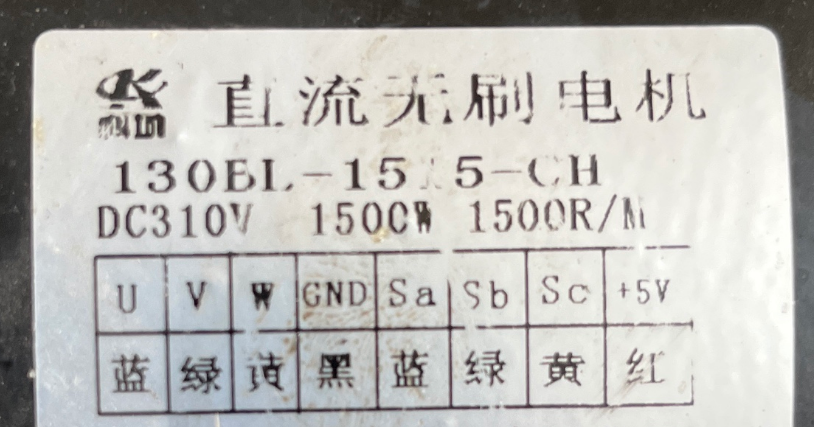 直流无刷电机
130BL-15 5-CH
DC310V 1500W 1500R/M
U V W GND Sa Sb Sc +5V
蓝 绿 黄 黑 蓝 绿 黄 红